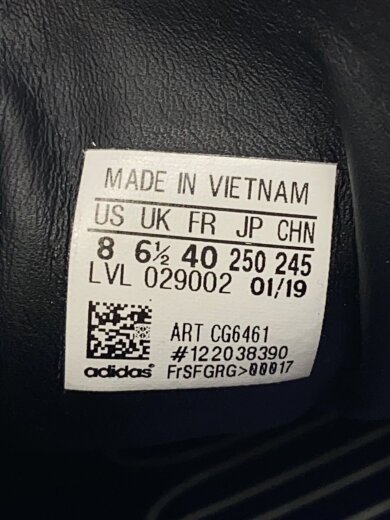 MADE IN VIETNAM
US UK FR JP CHN
8 6½ 40 250 245
LVL 029002 01/19
ART CG6461
#122038390
adidas® FrSFGRG>00017